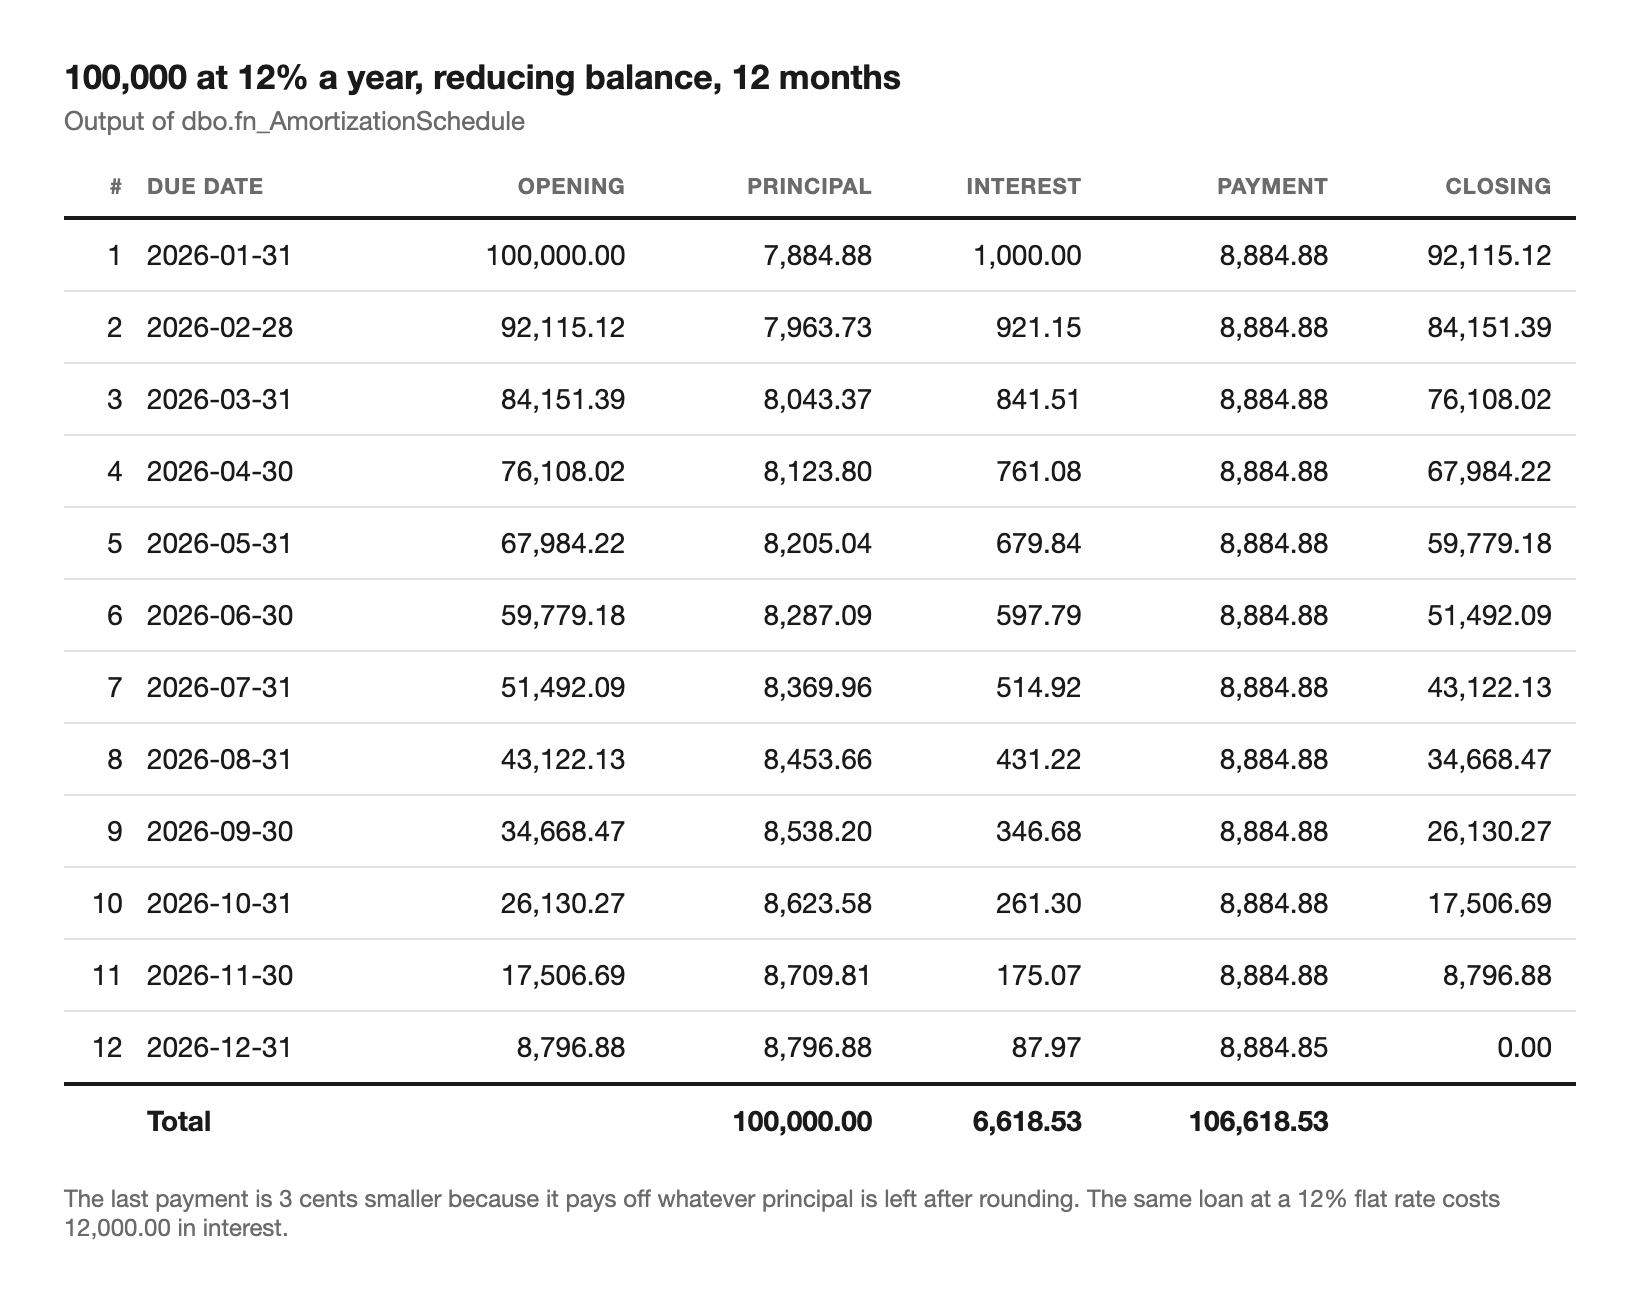 100,000 at 12% a year, reducing balance, 12 months
Output of dbo.fn_AmortizationSchedule
# DUE DATE OPENING PRINCIPAL INTEREST PAYMENT CLOSING
1 2026-01-31 100,000.00 7,884.88 1,000.00 8,884.88 92,115.12
2 2026-02-28 92,115.12 7,963.73 921.15 8,884.88 84,151.39
3 2026-03-31 84,151.39 8,043.37 841.51 8,884.88 76,108.02
4 2026-04-30 76,108.02 8,123.80 761.08 8,884.88 67,984.22
5 2026-05-31 67,984.22 8,205.04 679.84 8,884.88 59,779.18
6 2026-06-30 59,779.18 8,287.09 597.79 8,884.88 51,492.09
7 2026-07-31 51,492.09 8,369.96 514.92 8,884.88 43,122.13
8 2026-08-31 43,122.13 8,453.66 431.22 8,884.88 34,668.47
9 2026-09-30 34,668.47 8,538.20 346.68 8,884.88 26,130.27
10 2026-10-31 26,130.27 8,623.58 261.30 8,884.88 17,506.69
11 2026-11-30 17,506.69 8,709.81 175.07 8,884.88 8,796.88
12 2026-12-31 8,796.88 8,796.88 87.97 8,884.85 0.00
Total 100,000.00 6,618.53 106,618.53
The last payment is 3 cents smaller because it pays off whatever principal is left after rounding. The same loan at a 12% flat rate costs
12,000.00 in interest.